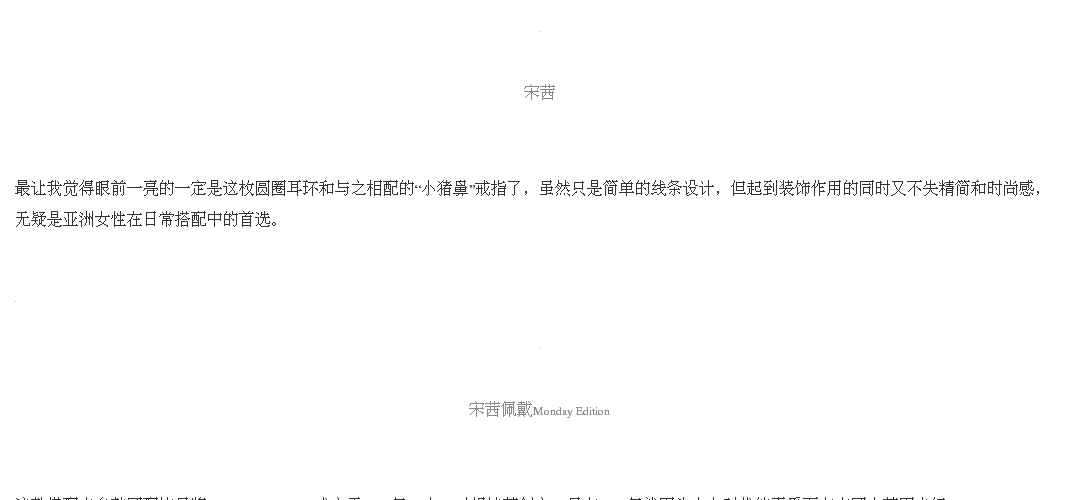 宋茜
最让我觉得眼前一亮的一定是这枚圆圈耳环和与之相配的“小猪鼻”戒指了，虽然只是简单的线条设计，但起到装饰作用的同时又不失精简和时尚感，
无疑是亚洲女性在日常搭配中的首选。
宋茜佩戴Monday Edition